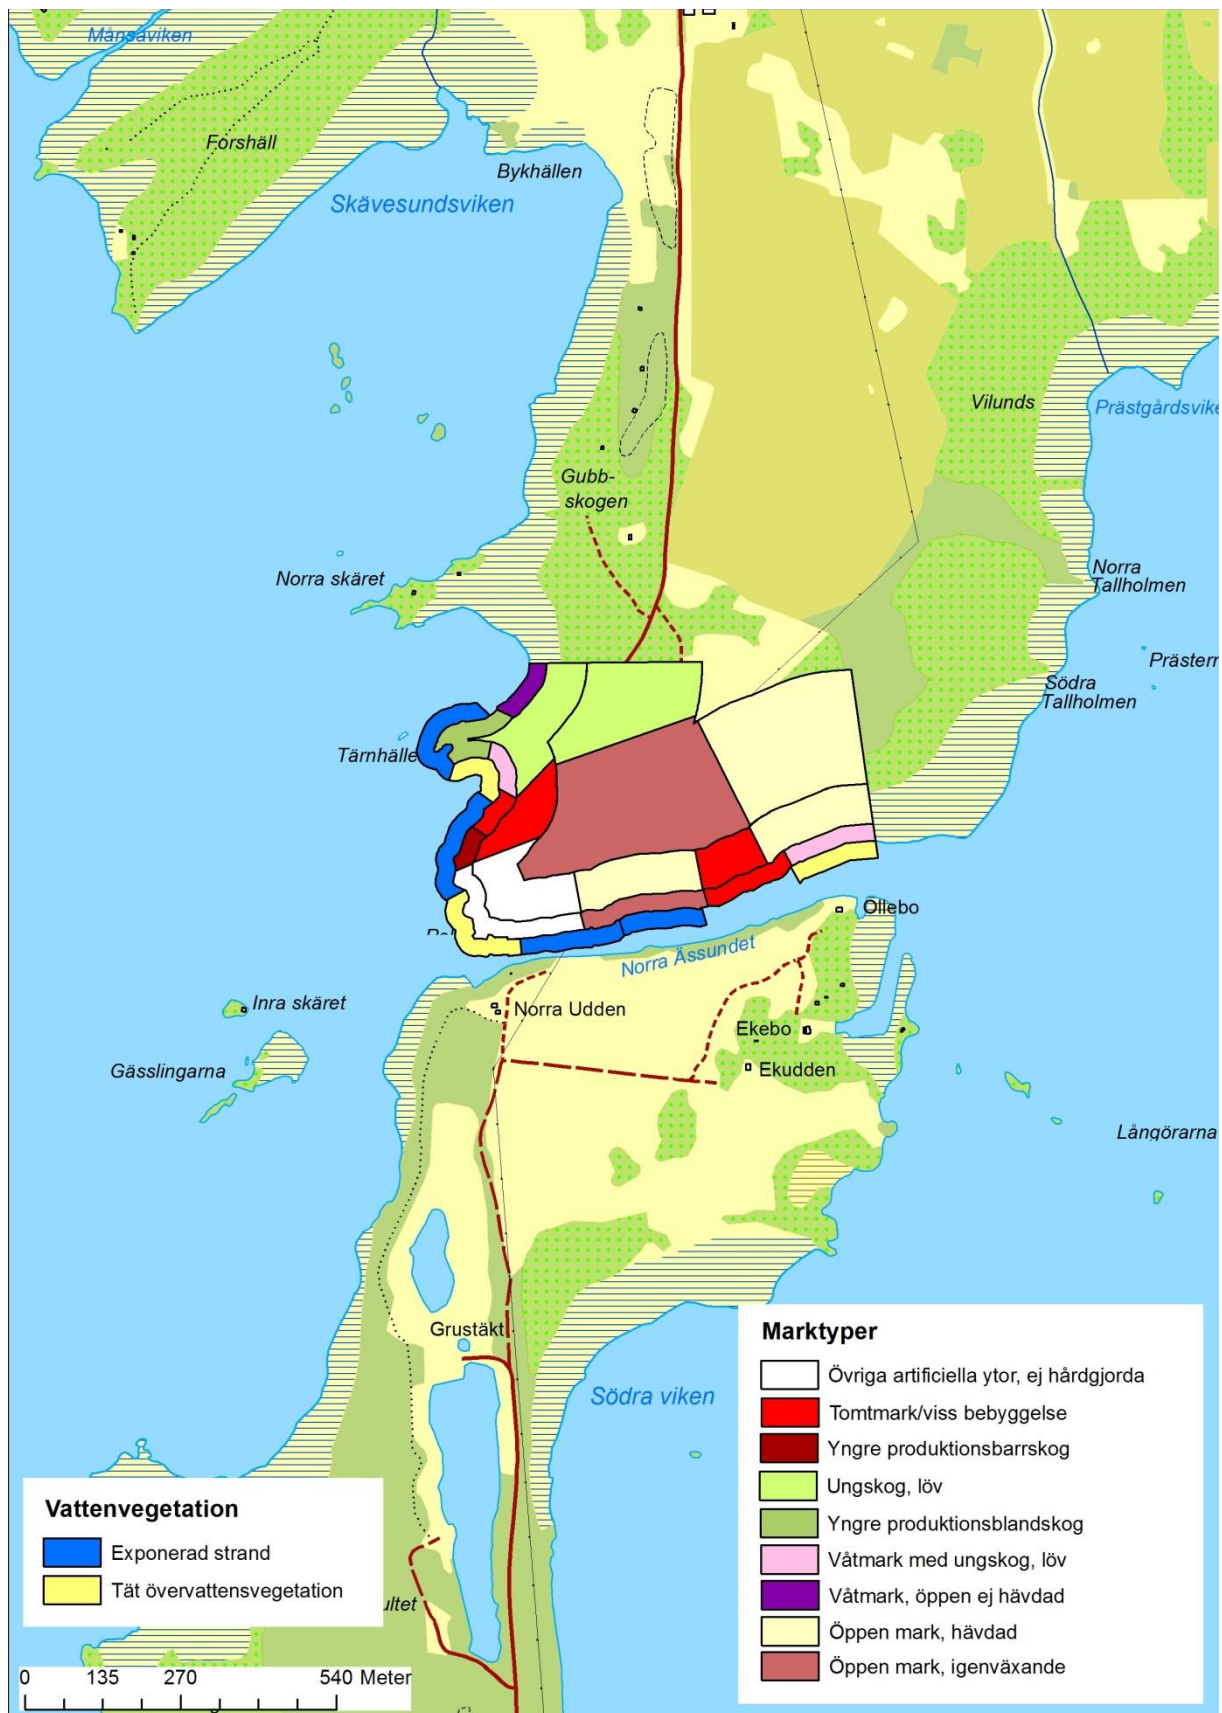 Månsaviken
Forshäll
Bykhällen
Skävesundsviken
Vilunds
Prästgårdsvike
Gubb-
skogen
Norra skäret
Norra
Tallholmen
Prästerr
Södra
Tallholmen
Tärnhälle
Ollebo
Norra Ässundet
Inra skäret
Norra Udden
Ekebo
Gässlingarna
Ekudden
Långörarna
Grustäkt
Södra viken
ultet
Marktyper
Övriga artificiella ytor, ej hårdgjorda
Tomtmark/viss bebyggelse
Yngre produktionsbarrskog
Ungskog, löv
Yngre produktionsblandskog
Våtmark med ungskog, löv
Våtmark, öppen ej hävdad
Öppen mark, hävdad
Öppen mark, igenväxande
Vattenvegetation
Exponerad strand
Tät övervattensvegetation
0 135 270 540 Meter